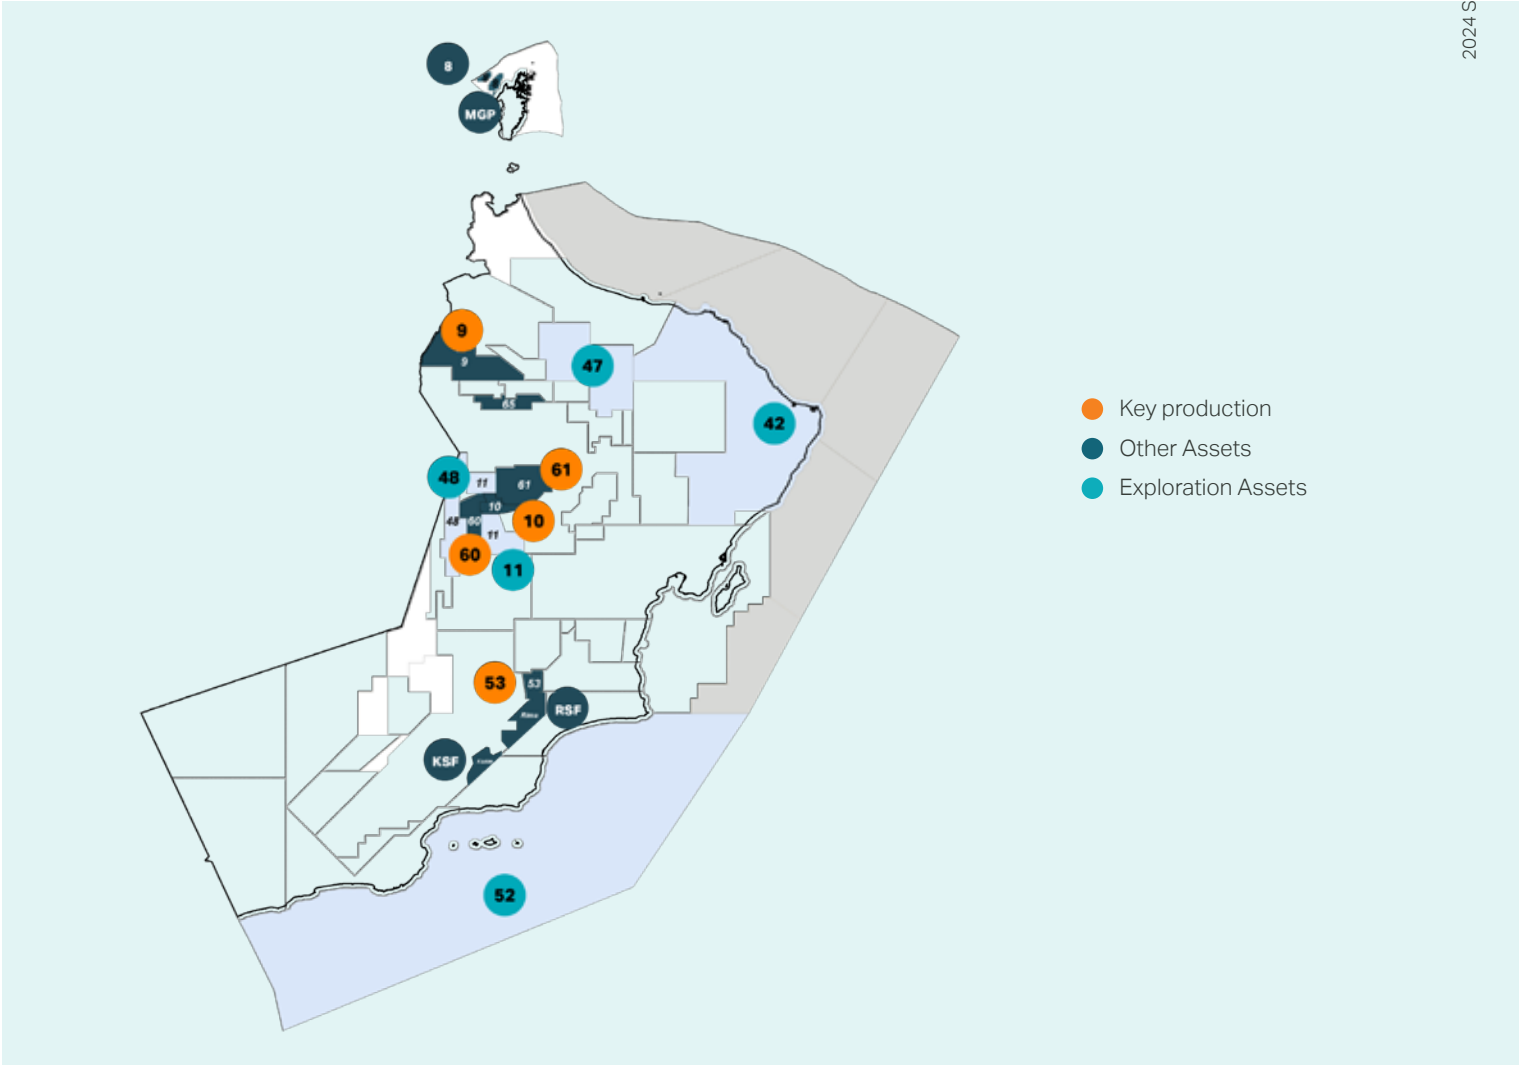 2024 S
8
MGP
9
9
47
65
42
48
11
61
61
10
48
60
10
11
60
11
53
53
RSF
KSF
52
Key production
Other Assets
Exploration Assets